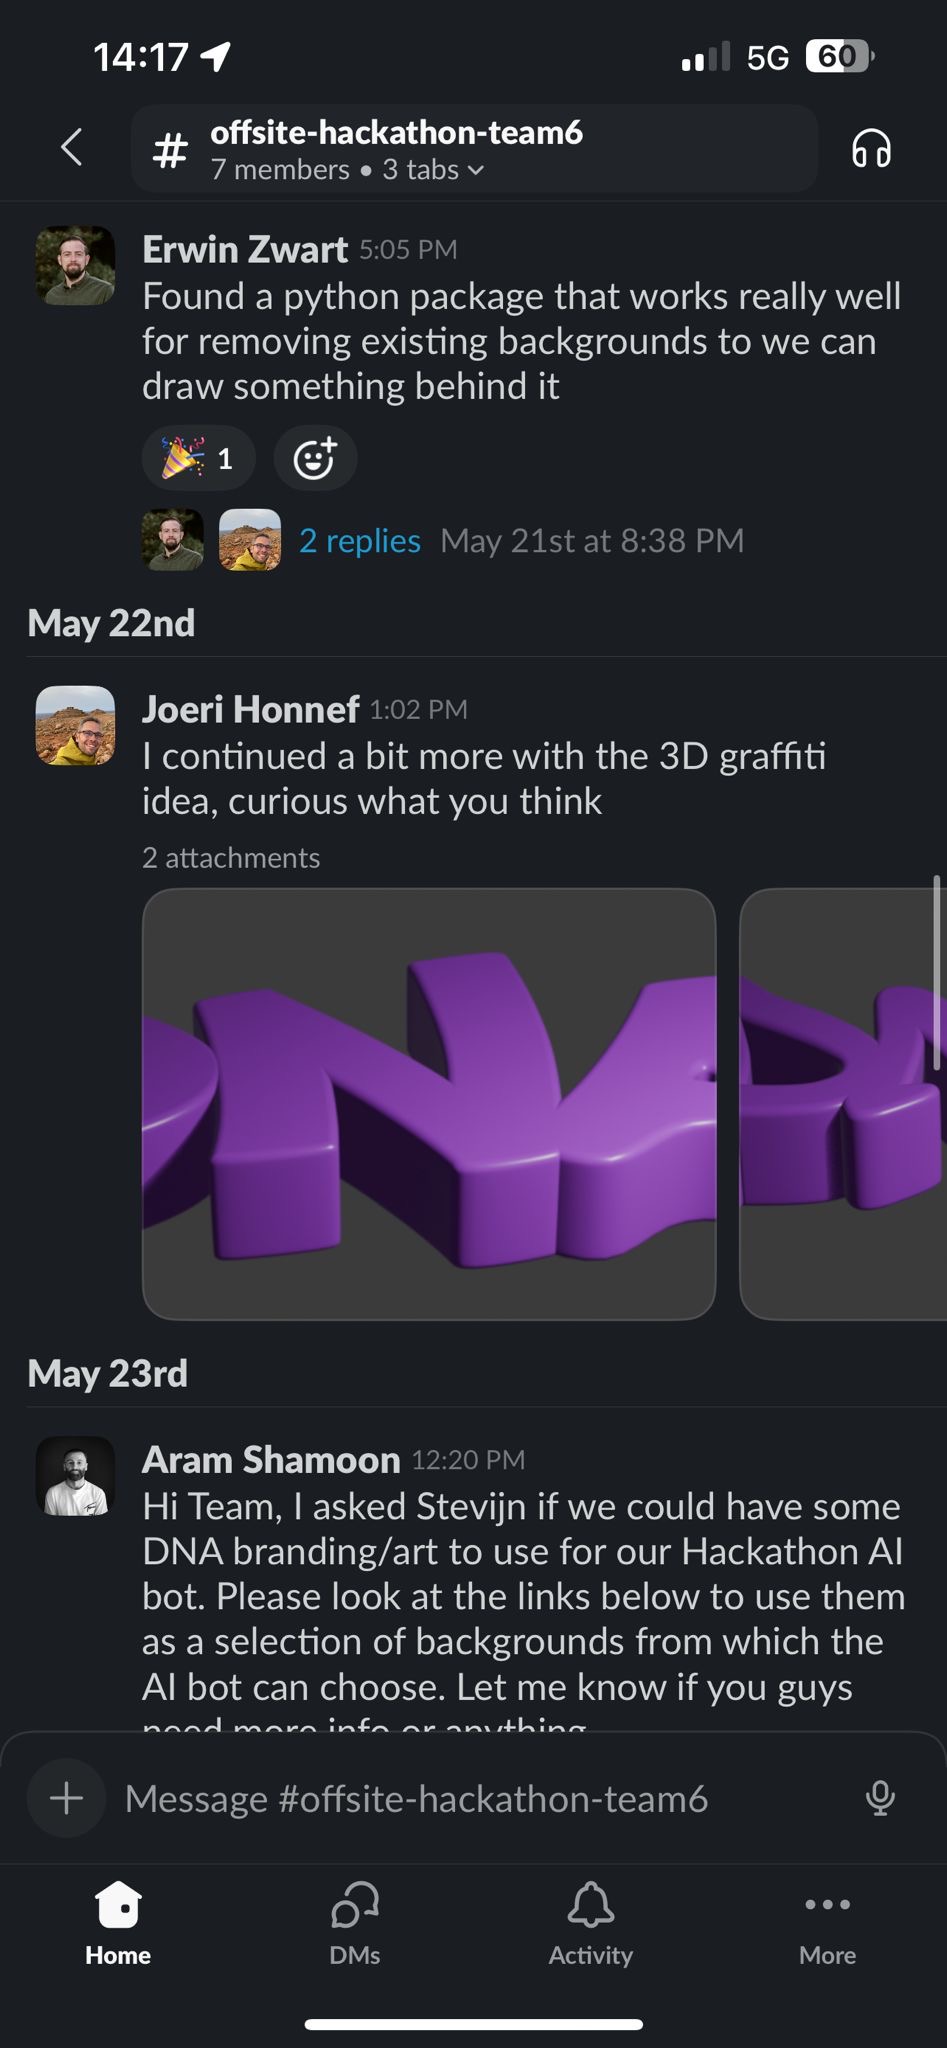 14:17
5G 60
# offsite-hackathon-team6
7 members • 3 tabs
Erwin Zwart 5:05 PM
Found a python package that works really well
for removing existing backgrounds to we can
draw something behind it
1
2 replies May 21st at 8:38 PM
May 22nd
Joeri Honnef 1:02 PM
I continued a bit more with the 3D graffiti
idea, curious what you think
2 attachments
NA
May 23rd
Aram Shamoon 12:20 PM
Hi Team, I asked Stevijn if we could have some
DNA branding/art to use for our Hackathon AI
bot. Please look at the links below to use them
as a selection of backgrounds from which the
AI bot can choose. Let me know if you guys
need more info or anything
Message #offsite-hackathon-team6
Home DMs Activity More